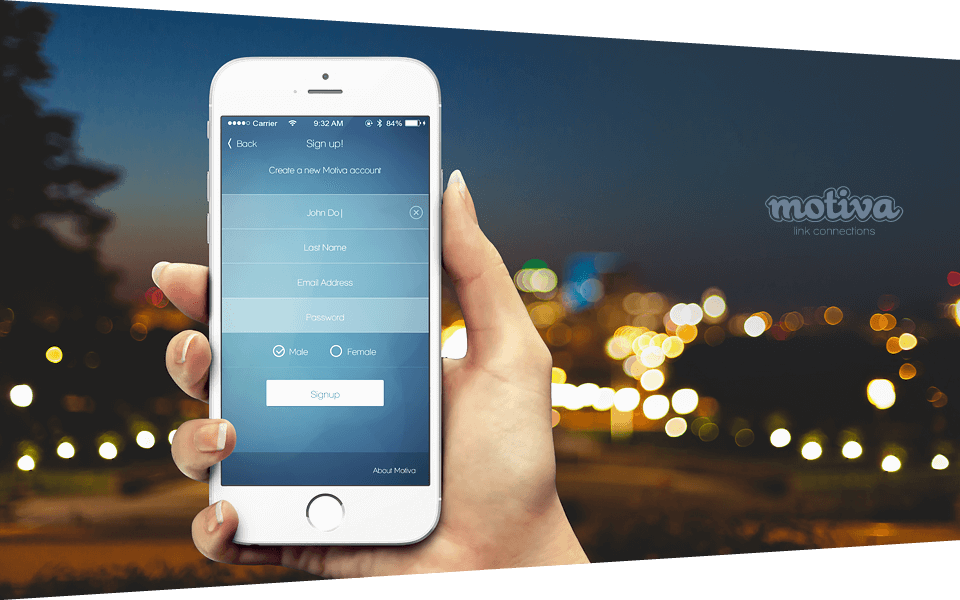 Carrier 9:32 AM 84%
Back Sign up!
Create a new Motiva account
John Do
Last Name
Email Address
Password
Male Female
Signup
About Motiva
motiva
link connections